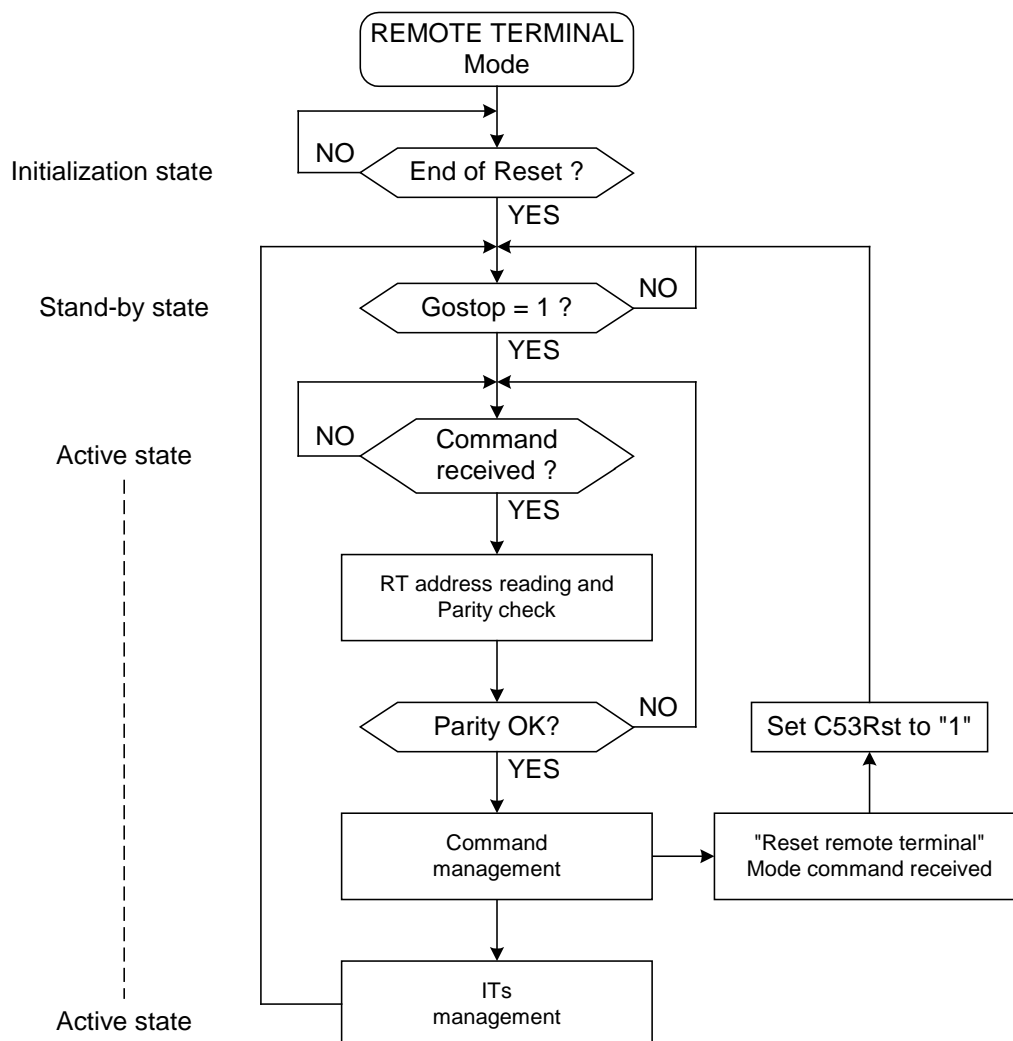 REMOTE TERMINAL
Mode
NO
Initialization state
End of Reset ?
YES
Stand-by state
Gostop = 1 ?
NO
YES
NO
Active state
Command
received ?
YES
RT address reading and
Parity check
Parity OK?
NO
YES
Set C53Rst to "1"
Command
management
"Reset remote terminal"
Mode command received
ITs
management
Active state